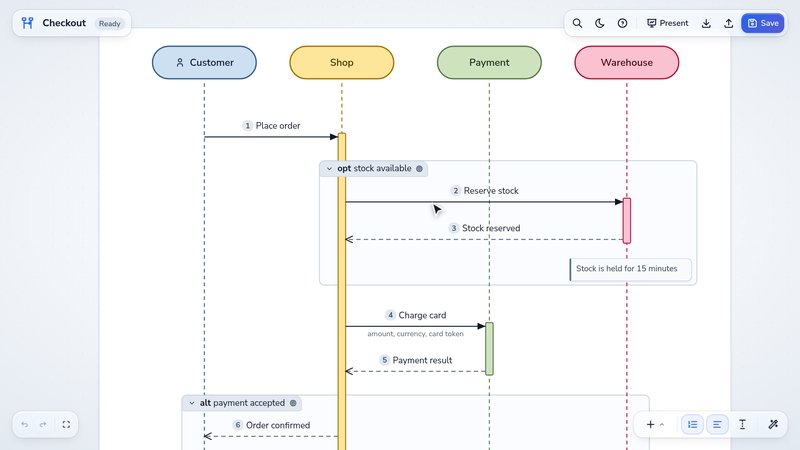 Checkout
Ready
Present
Save
Customer
Shop
Payment
Warehouse
1 Place order
opt stock available
2 Reserve stock
3 Stock reserved
Stock is held for 15 minutes
4 Charge card
amount, currency, card token
5 Payment result
alt payment accepted
6 Order confirmed